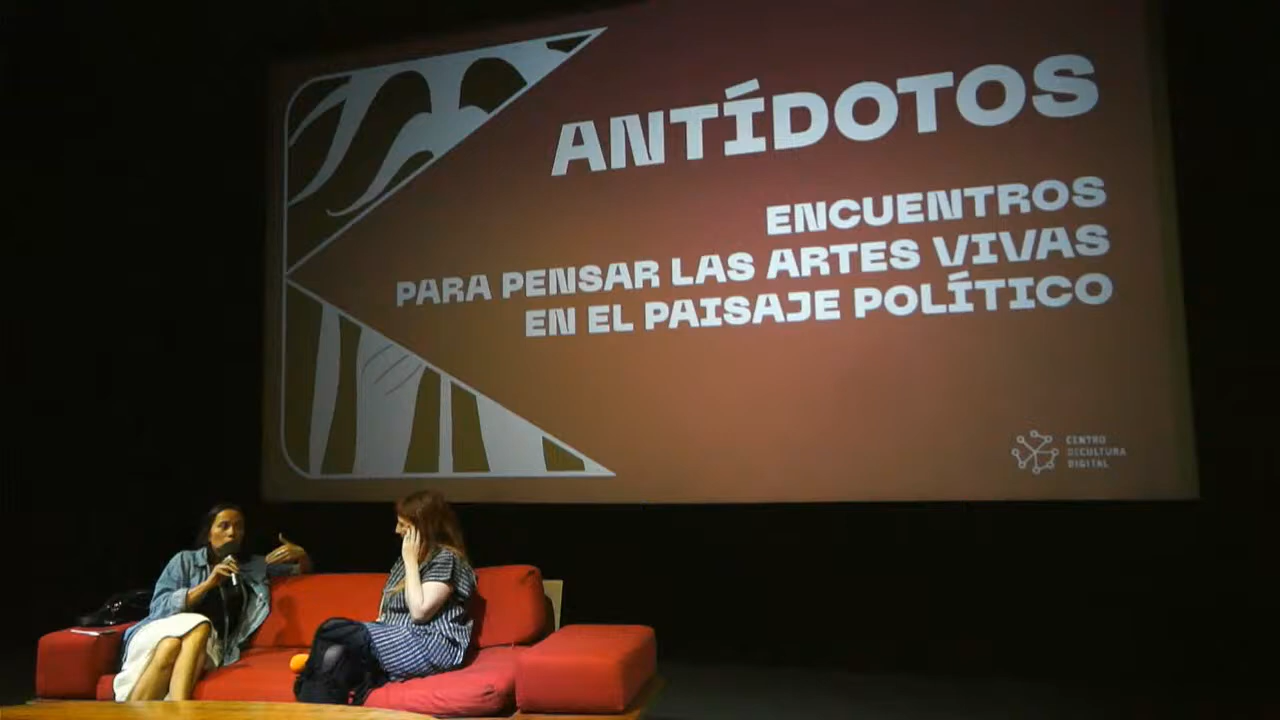 ANTÍDOTOS
ENCUENTROS
PARA PENSAR LAS ARTES VIVAS
EN EL PAISAJE POLÍTICO
CENTRO
DE CULTURA
DIGITAL